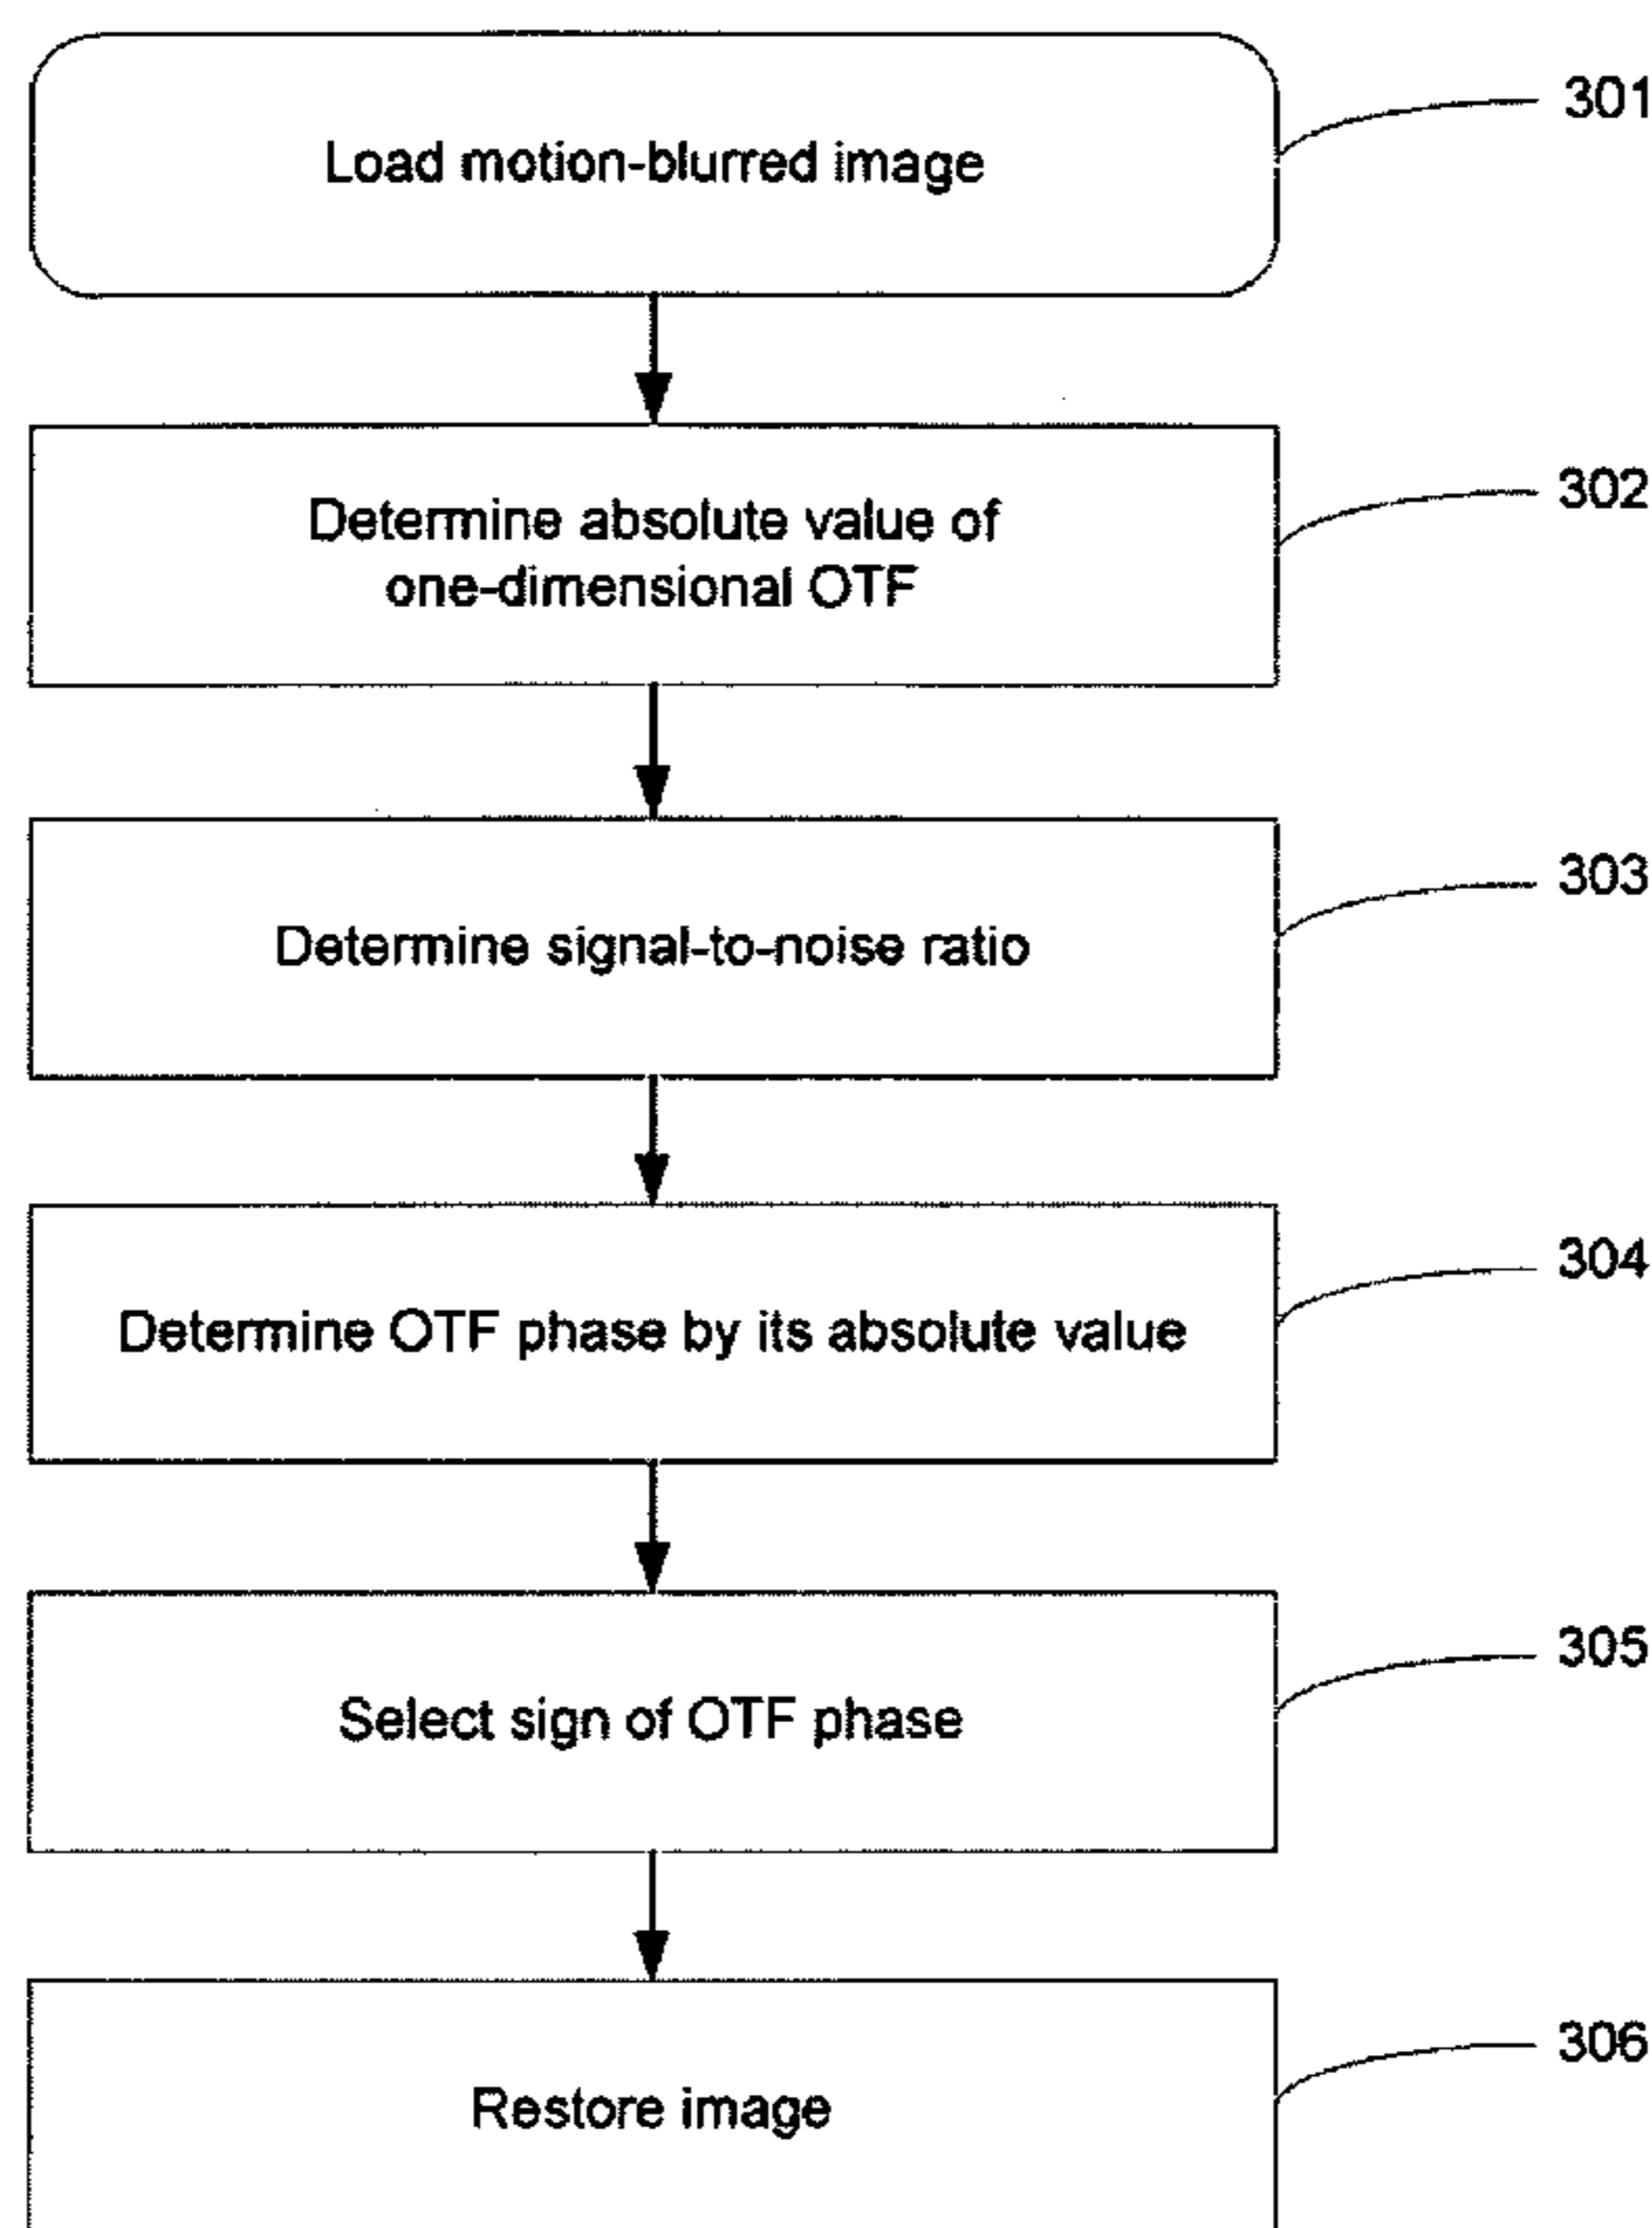 Load motion-blurred image
301
Determine absolute value of
one-dimensional OTF
302
Determine signal-to-noise ratio
303
Determine OTF phase by its absolute value
304
Select sign of OTF phase
305
Restore image
306